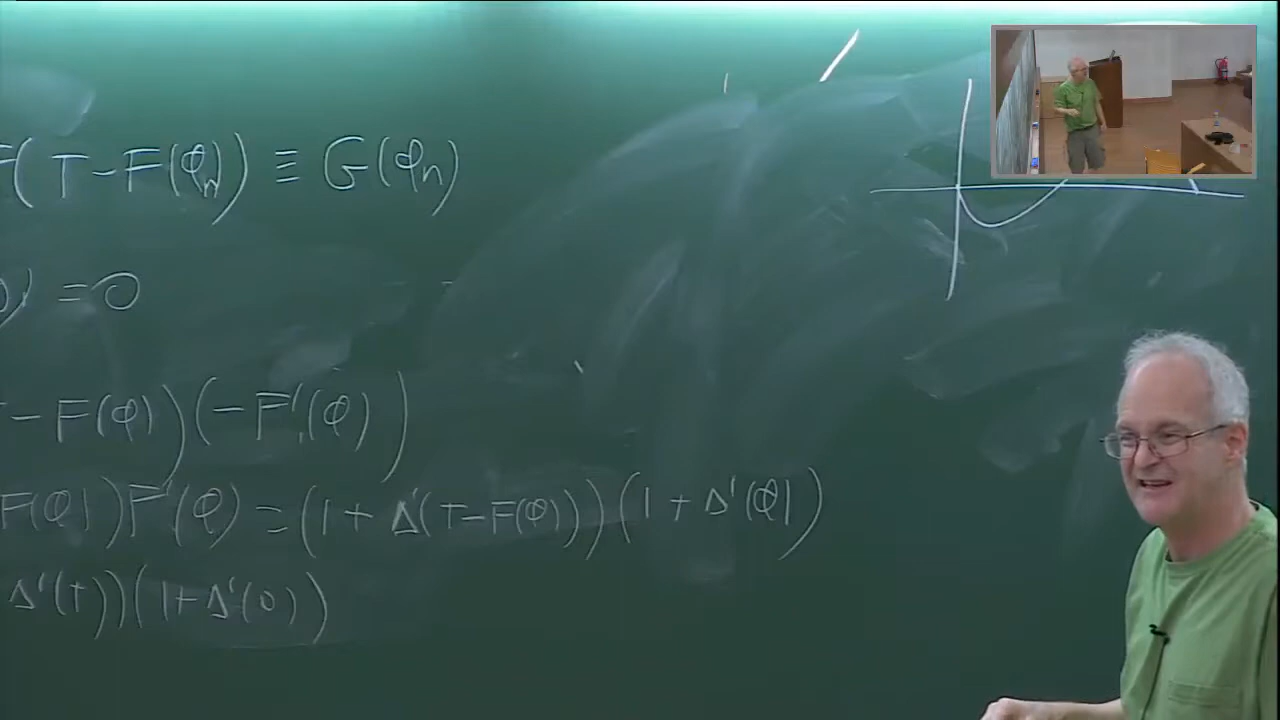 F(T-F(φₙ)) ≡ G(φₙ)
) = 0
-F(φ))(-F'(φ))
F(φ))F'(φ) = (1+Δ'(T-F(φ)))(1+Δ'(φ))
Δ'(T))(1+Δ'(0))